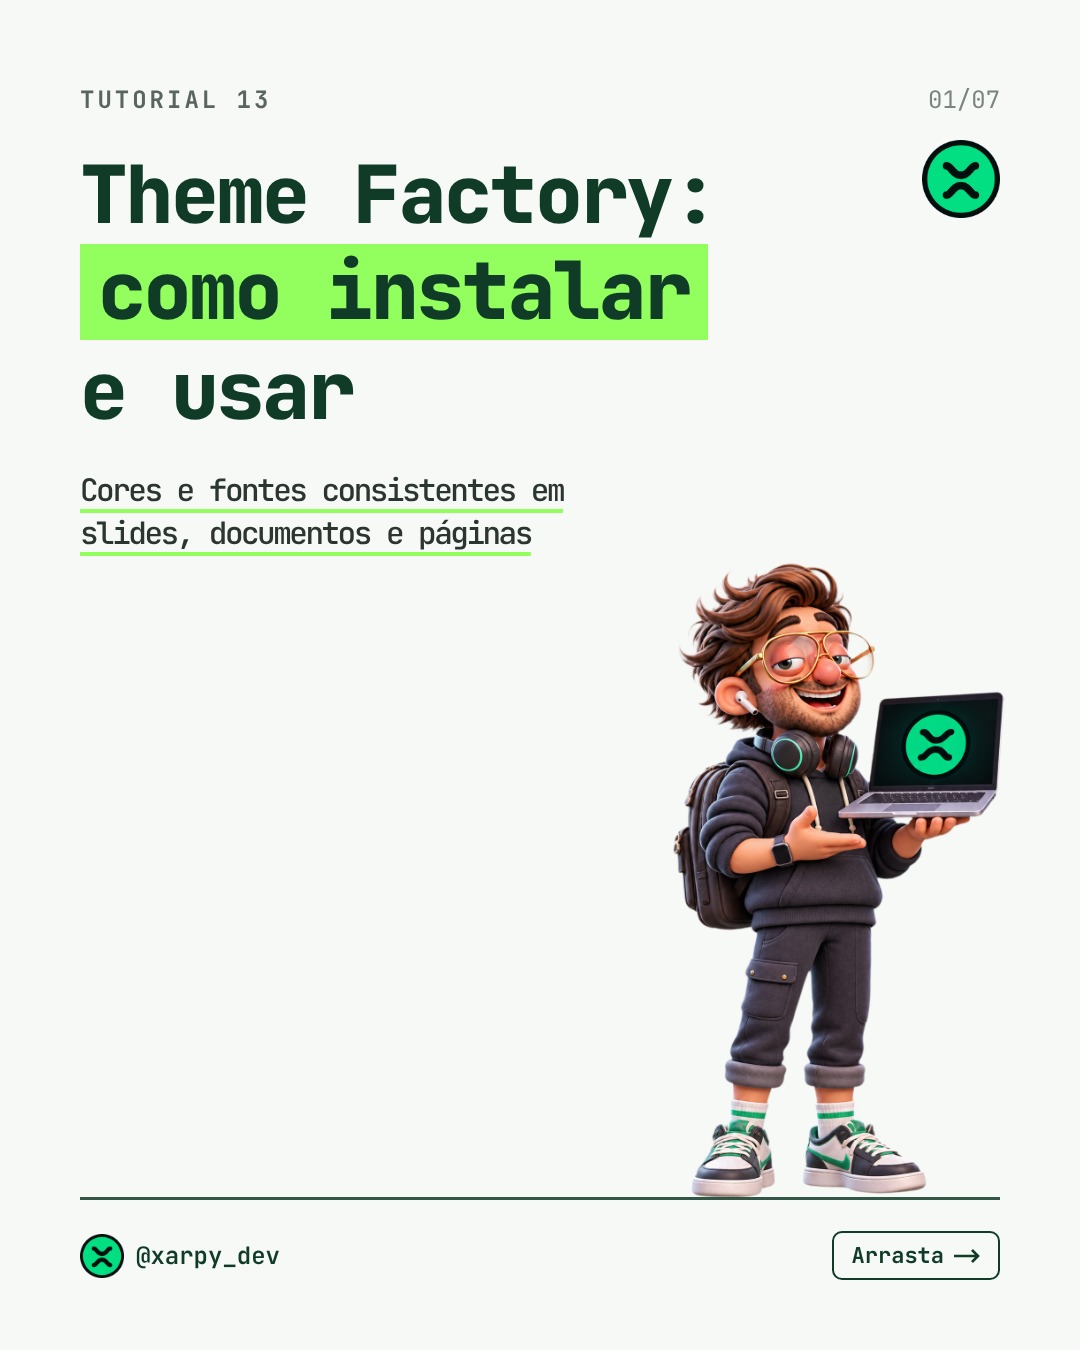 TUTORIAL 13
01/07
Theme Factory:
como instalar
e usar
Cores e fontes consistentes em
slides, documentos e páginas
@xarpy_dev
Arrasta →